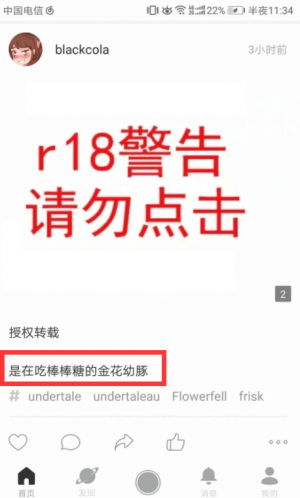 中国电信 22% 半夜11:34
blackcola 3小时前
r18警告
请勿点击
2
授权转载
是在吃棒棒糖的金花幼豚
# undertale undertaleau Flowerfell frisk
首页 发现 消息 我的